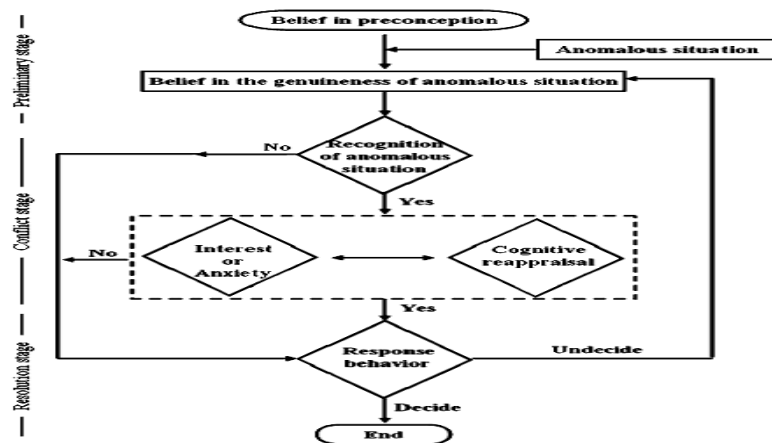 Belief in preconception
Anomalous situation
Belief in the genuineness of anomalous situation
Preliminary stage
Recognition
of anomalous
situation
No
Yes
Conflict stage
Interest
or
Anxiety
Cognitive
reappraisal
No
Yes
Response
behavior
Undecide
Resolution stage
Decide
End